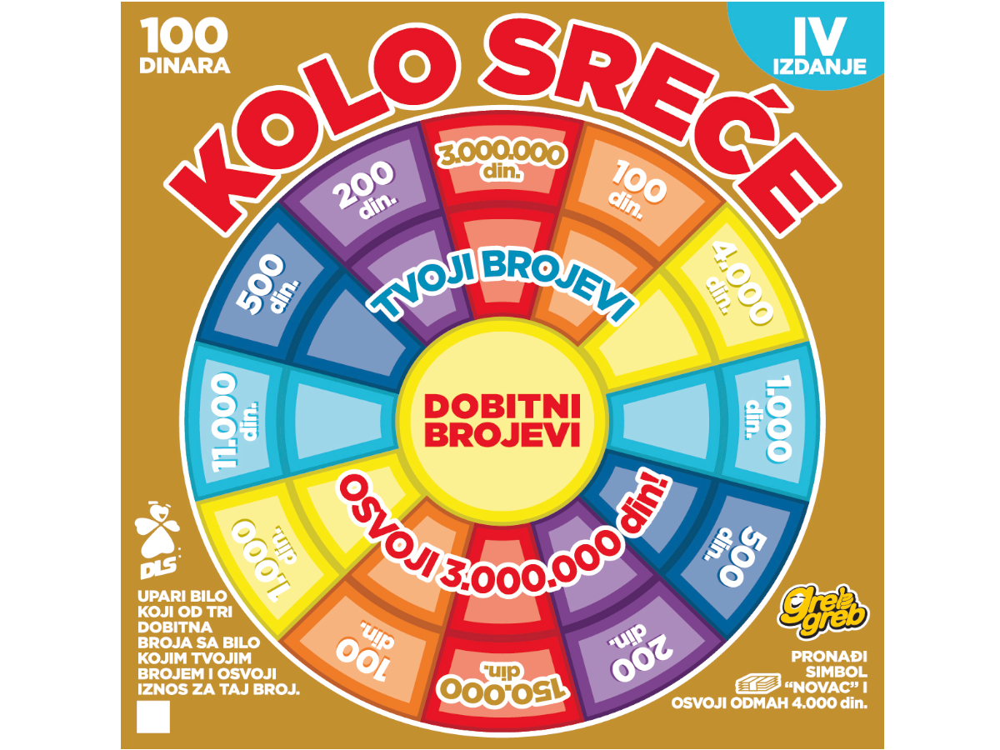 100
DINARA
IV
IZDANJE
KOLO SREĆE
3.000.000
din.
100
din.
4.000
din.
1.000
din.
500
din.
200
din.
150.000
din.
100
din.
1.000
din.
11.000
din.
500
din.
200
din.
TVOJI BROJEVI
DOBITNI
BROJEVI
OSVOJI 3.000.000 din!
DLS
UPARI BILO
KOJI OD TRI
DOBITNA
BROJA SA BILO
KOJIM TVOJIM
BROJEM I OSVOJI
IZNOS ZA TAJ BROJ.
greb
greb
PRONAĐI
SIMBOL
“NOVAC” I
OSVOJI ODMAH 4.000 din.